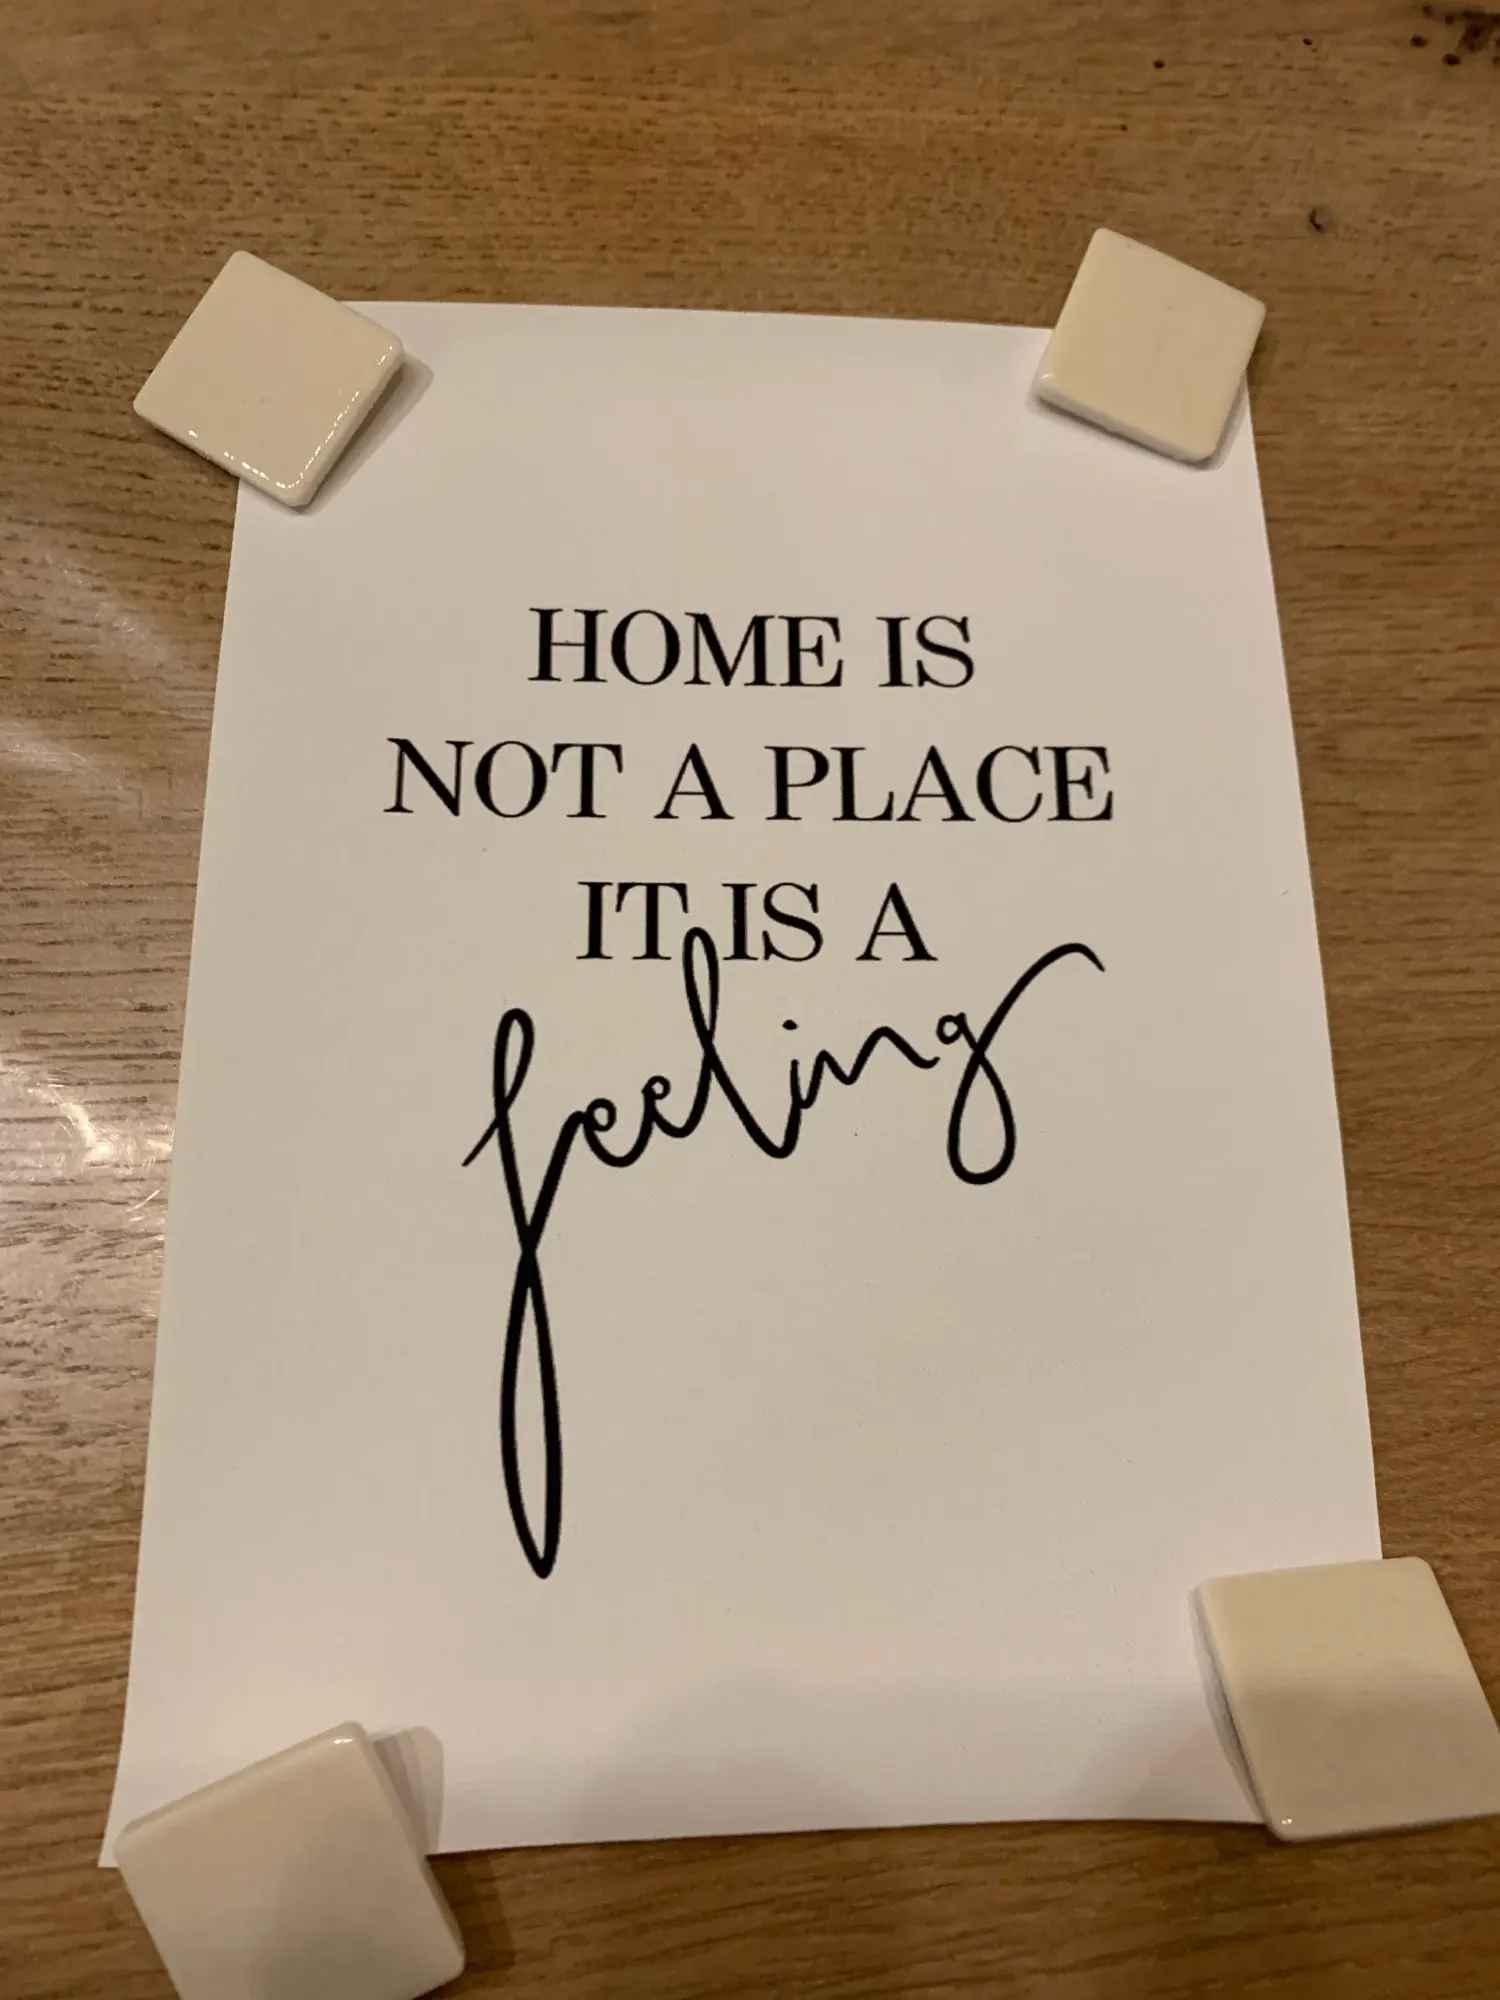 HOME IS
NOT A PLACE
IT IS A
feeling